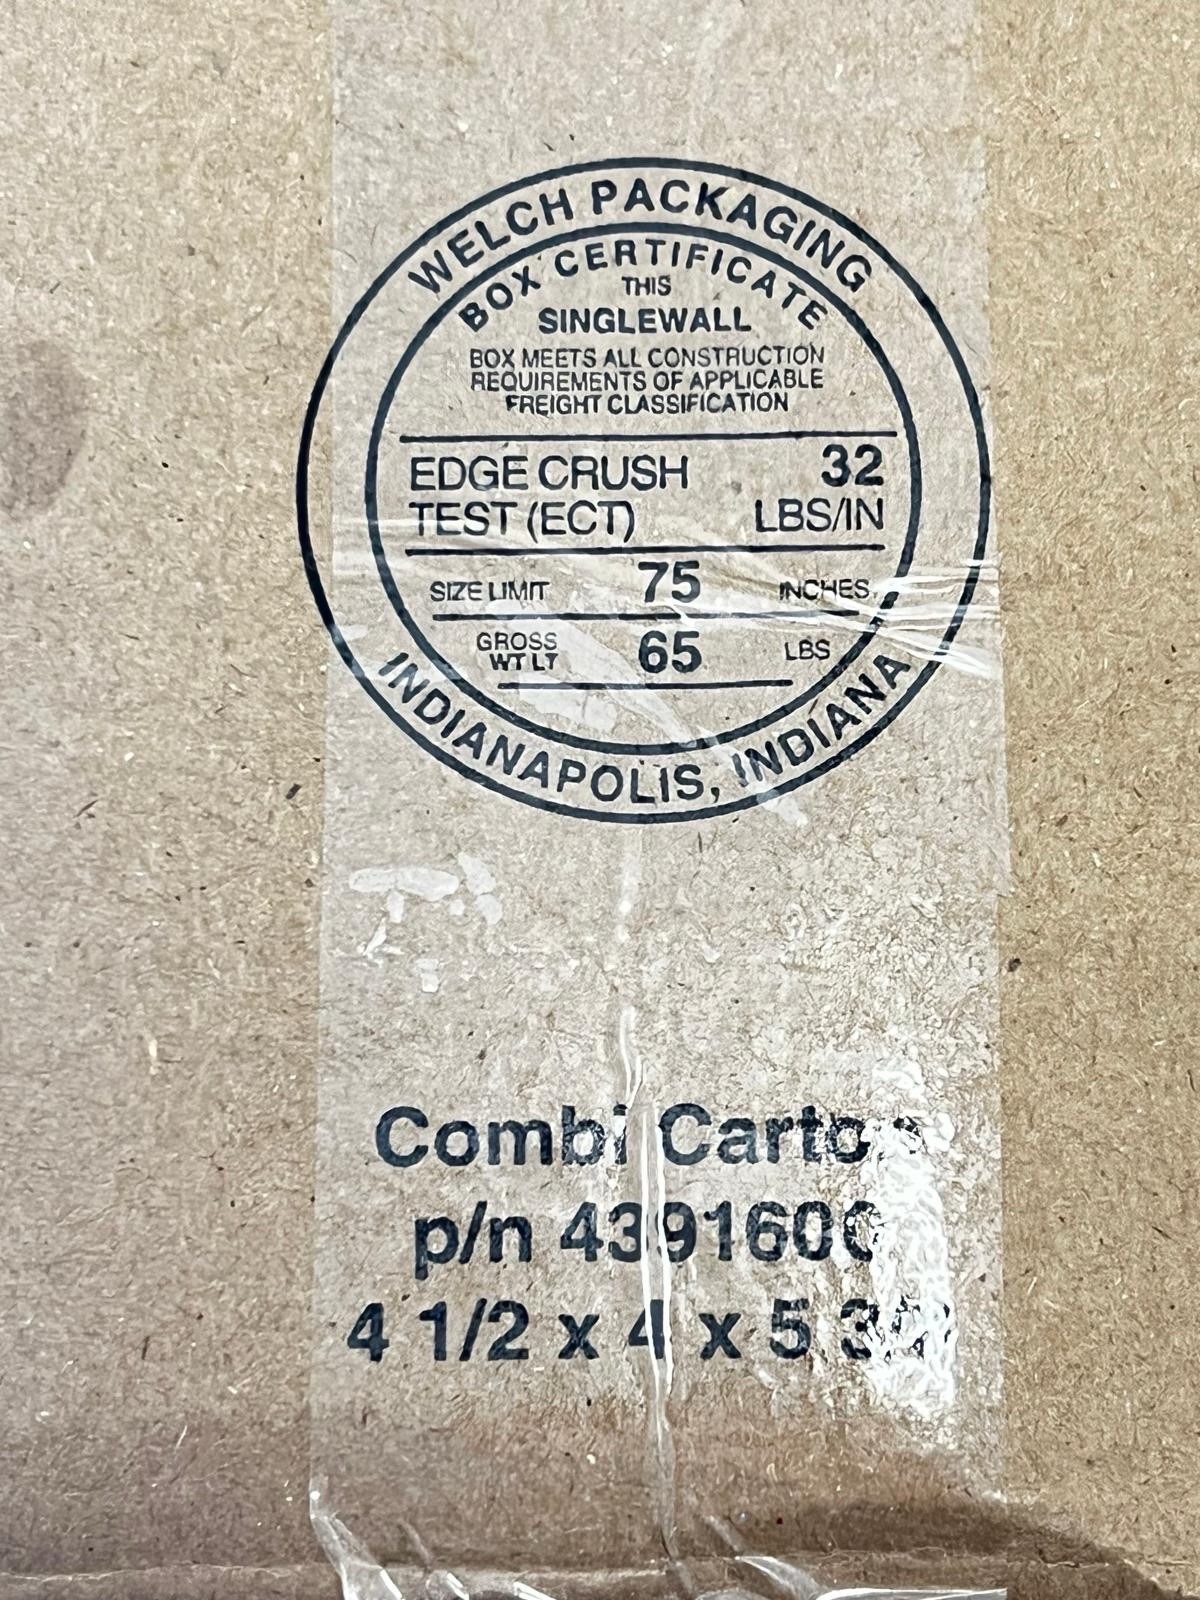 WELCH PACKAGING
BOX CERTIFICATE
THIS
SINGLEWALL
BOX MEETS ALL CONSTRUCTION
REQUIREMENTS OF APPLICABLE
FREIGHT CLASSIFICATION
EDGE CRUSH 32
TEST (ECT) LBS/IN
SIZE LIMIT 75 INCHES
GROSS
WT LT 65 LBS
INDIANAPOLIS, INDIANA
Combi Carton
p/n 4391600
4 1/2 x 4 x 5